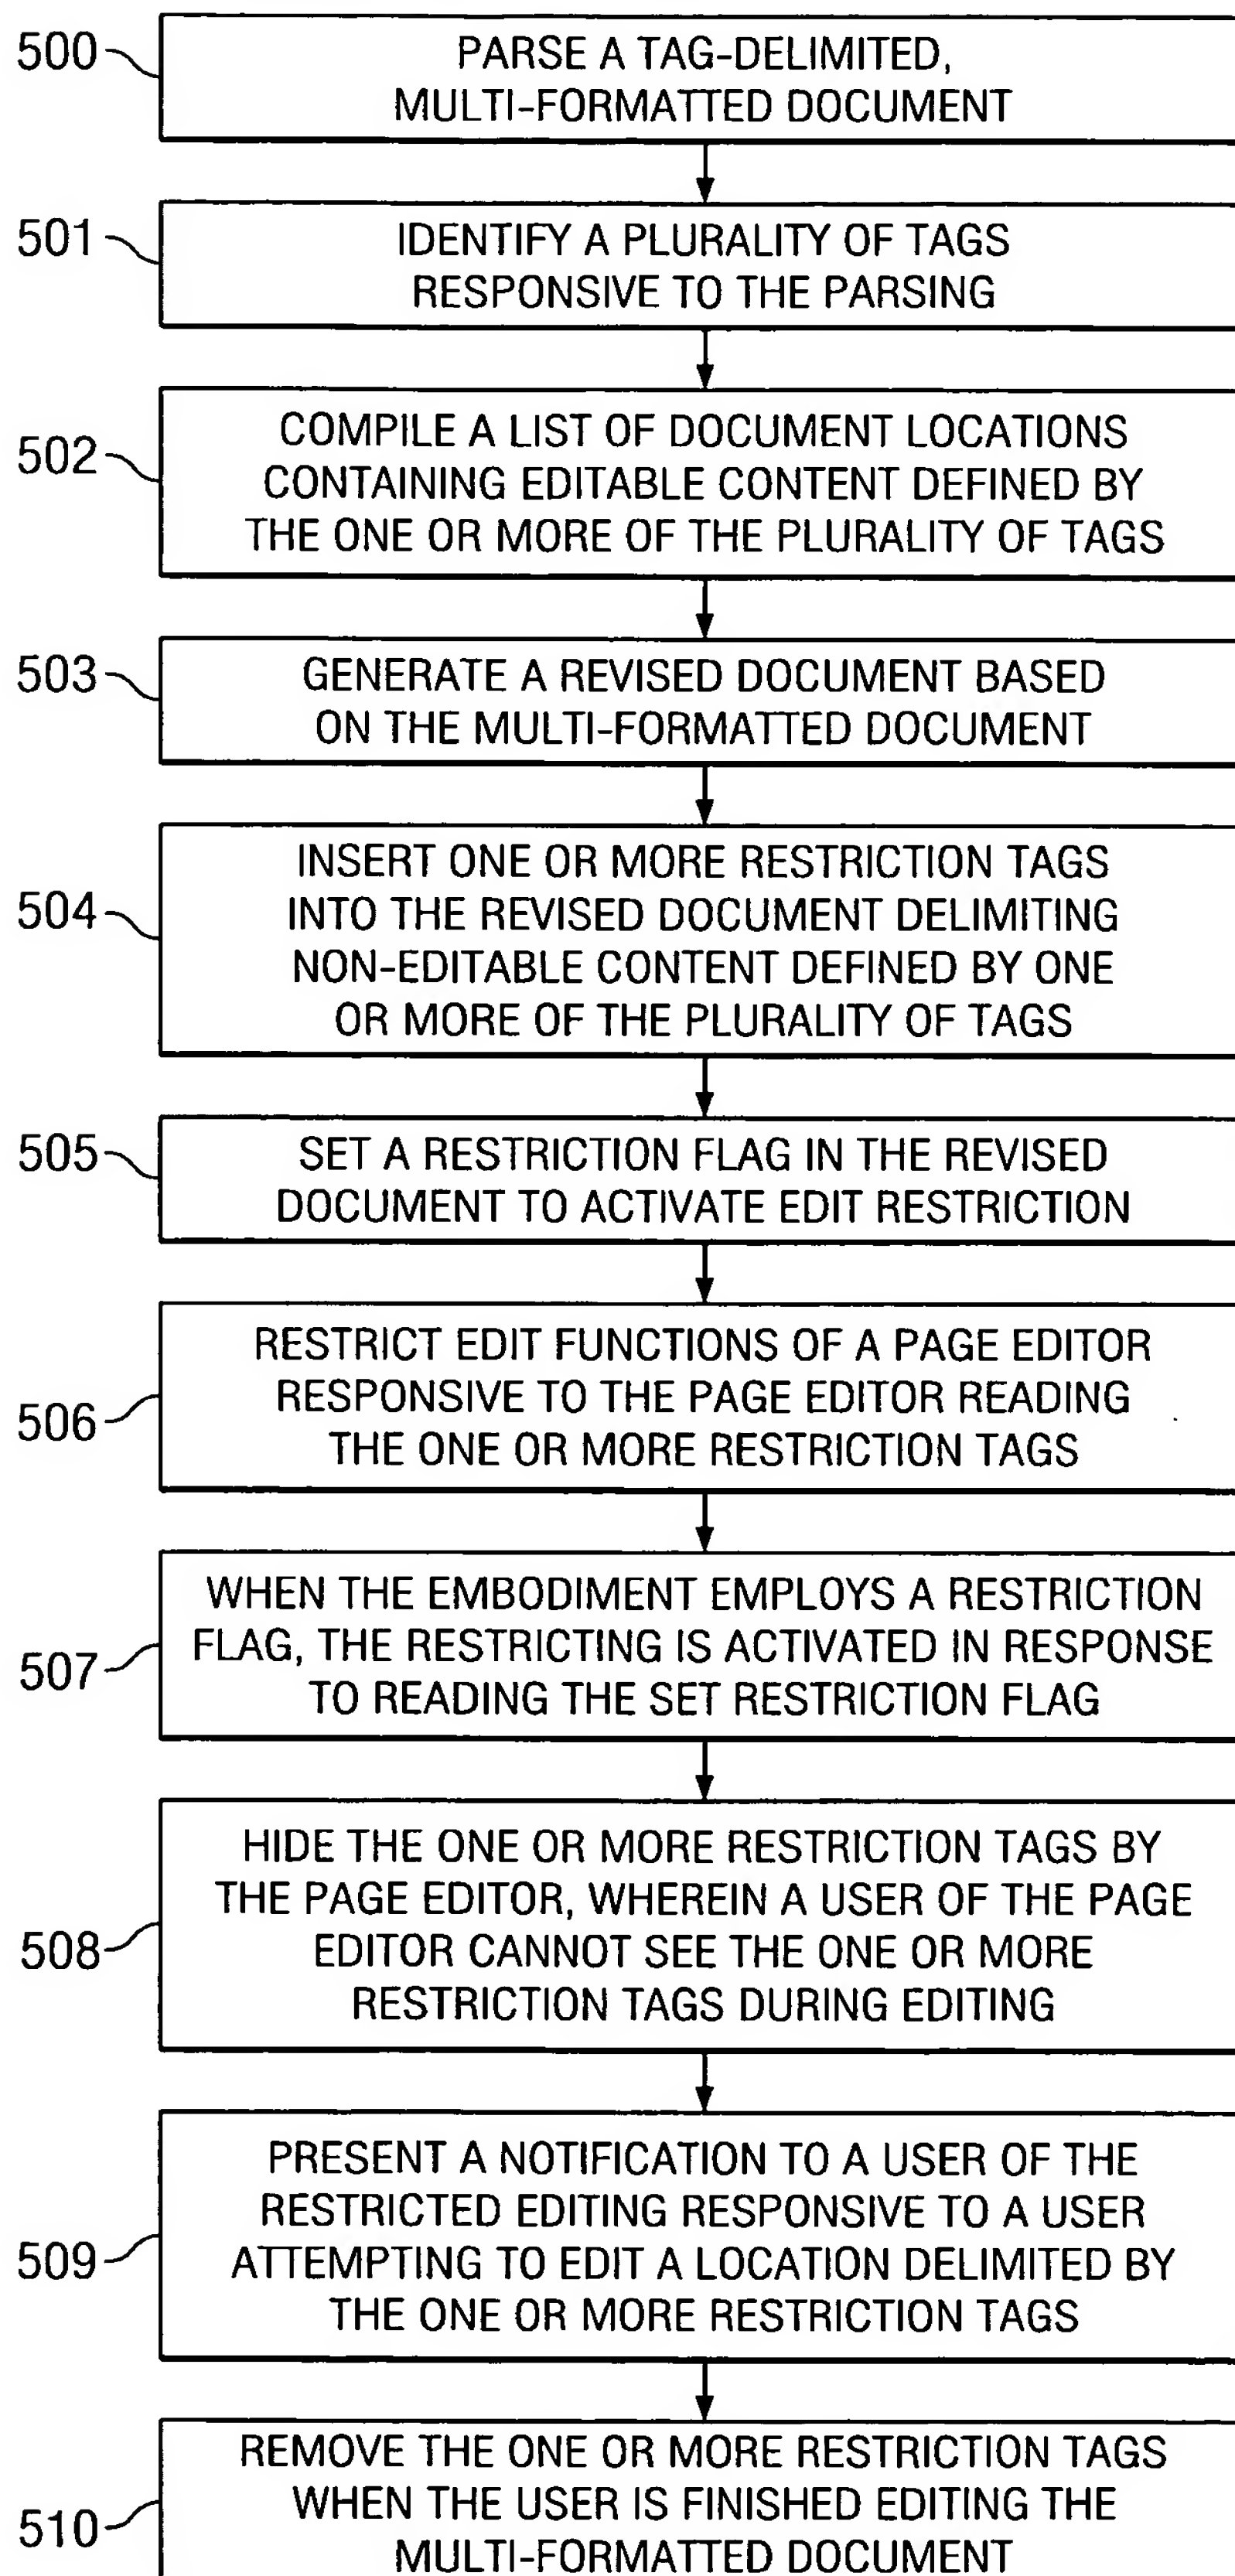 500
PARSE A TAG-DELIMITED,
MULTI-FORMATTED DOCUMENT
501
IDENTIFY A PLURALITY OF TAGS
RESPONSIVE TO THE PARSING
502
COMPILE A LIST OF DOCUMENT LOCATIONS
CONTAINING EDITABLE CONTENT DEFINED BY
THE ONE OR MORE OF THE PLURALITY OF TAGS
503
GENERATE A REVISED DOCUMENT BASED
ON THE MULTI-FORMATTED DOCUMENT
504
INSERT ONE OR MORE RESTRICTION TAGS
INTO THE REVISED DOCUMENT DELIMITING
NON-EDITABLE CONTENT DEFINED BY ONE
OR MORE OF THE PLURALITY OF TAGS
505
SET A RESTRICTION FLAG IN THE REVISED
DOCUMENT TO ACTIVATE EDIT RESTRICTION
506
RESTRICT EDIT FUNCTIONS OF A PAGE EDITOR
RESPONSIVE TO THE PAGE EDITOR READING
THE ONE OR MORE RESTRICTION TAGS
507
WHEN THE EMBODIMENT EMPLOYS A RESTRICTION
FLAG, THE RESTRICTING IS ACTIVATED IN RESPONSE
TO READING THE SET RESTRICTION FLAG
508
HIDE THE ONE OR MORE RESTRICTION TAGS BY
THE PAGE EDITOR, WHEREIN A USER OF THE PAGE
EDITOR CANNOT SEE THE ONE OR MORE
RESTRICTION TAGS DURING EDITING
509
PRESENT A NOTIFICATION TO A USER OF THE
RESTRICTED EDITING RESPONSIVE TO A USER
ATTEMPTING TO EDIT A LOCATION DELIMITED BY
THE ONE OR MORE RESTRICTION TAGS
510
REMOVE THE ONE OR MORE RESTRICTION TAGS
WHEN THE USER IS FINISHED EDITING THE
MULTI-FORMATTED DOCUMENT